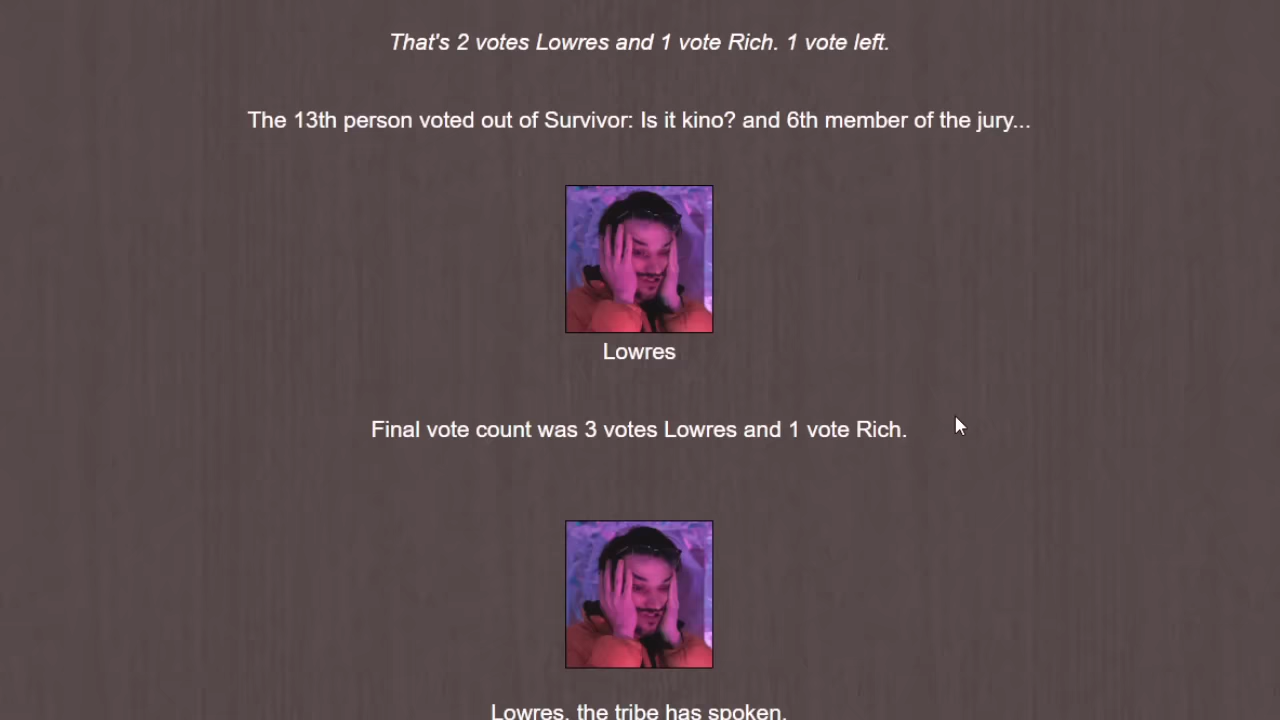 That's 2 votes Lowres and 1 vote Rich. 1 vote left.
The 13th person voted out of Survivor: Is it kino? and 6th member of the jury...
Lowres
Final vote count was 3 votes Lowres and 1 vote Rich.
Lowres, the tribe has spoken.